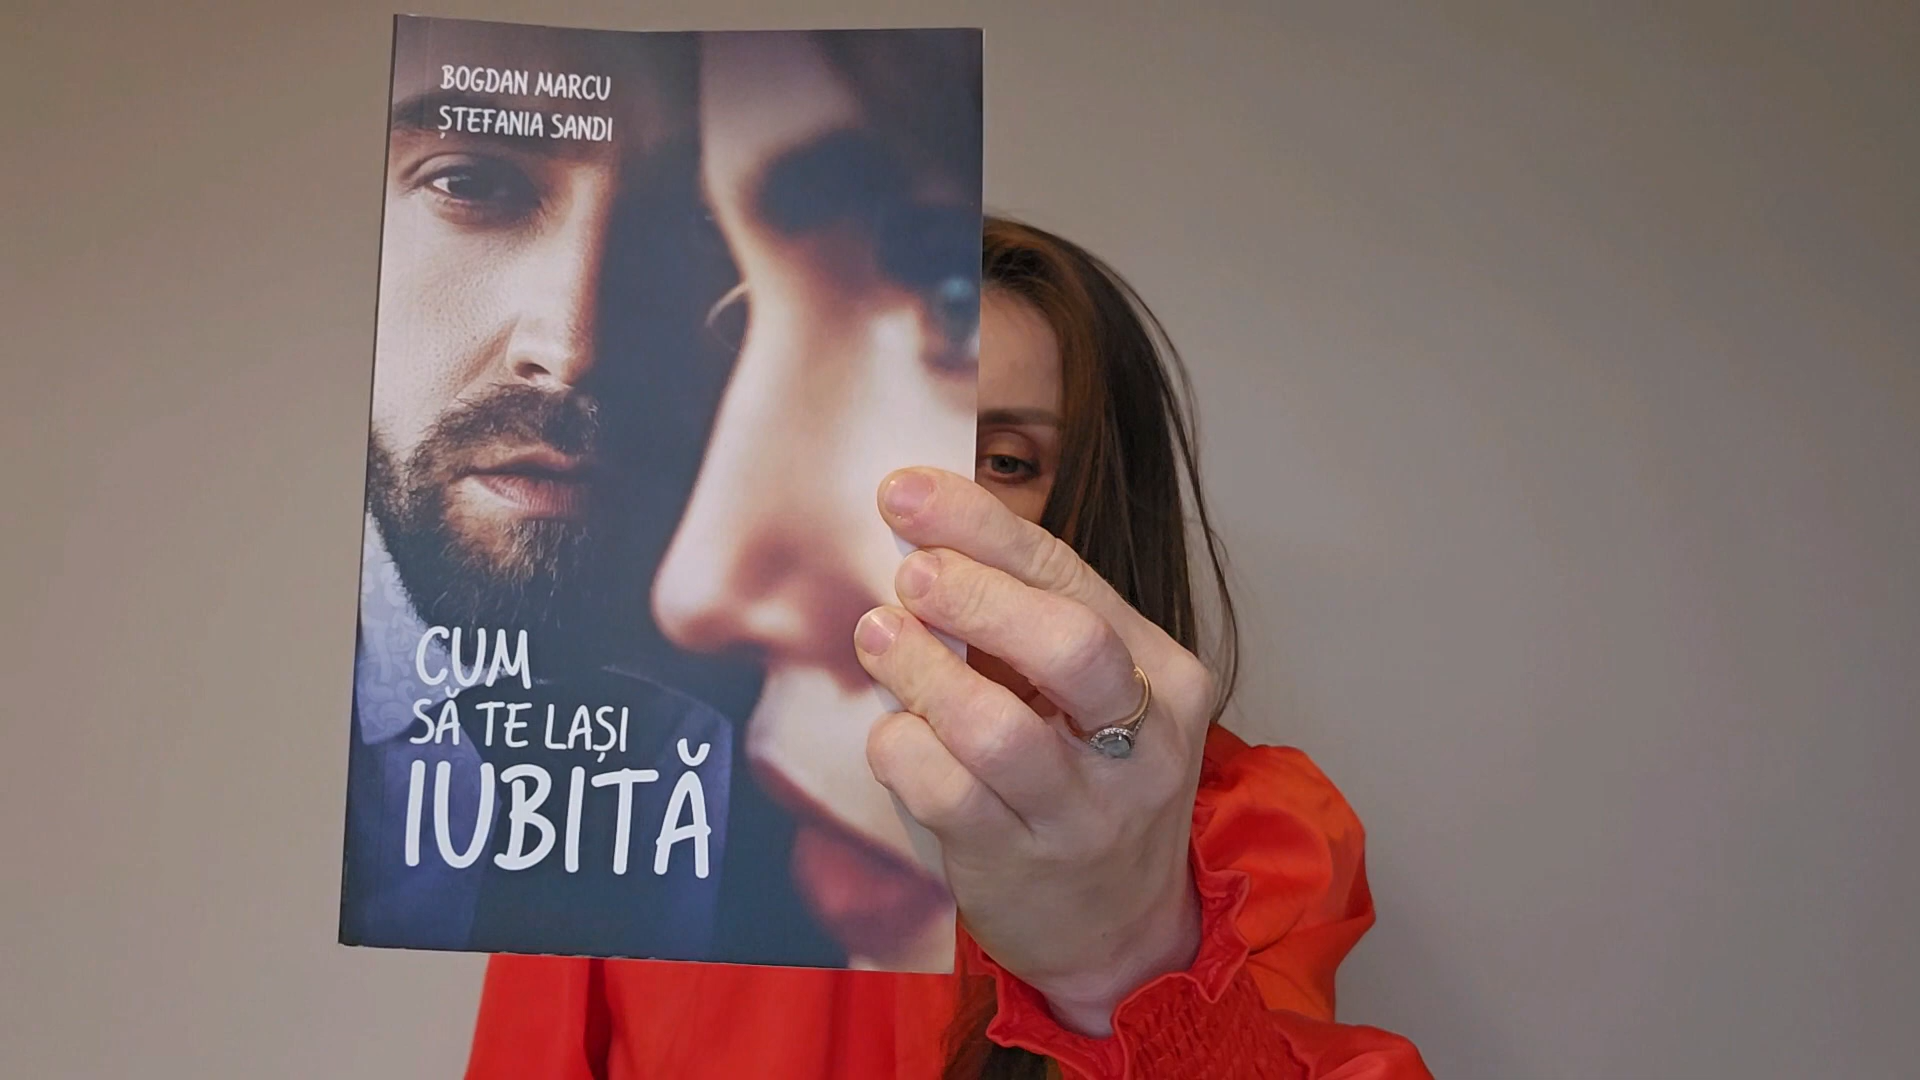 BOGDAN MARCU
ȘTEFANIA SANDI
CUM
SĂ TE LAȘI
IUBITĂ